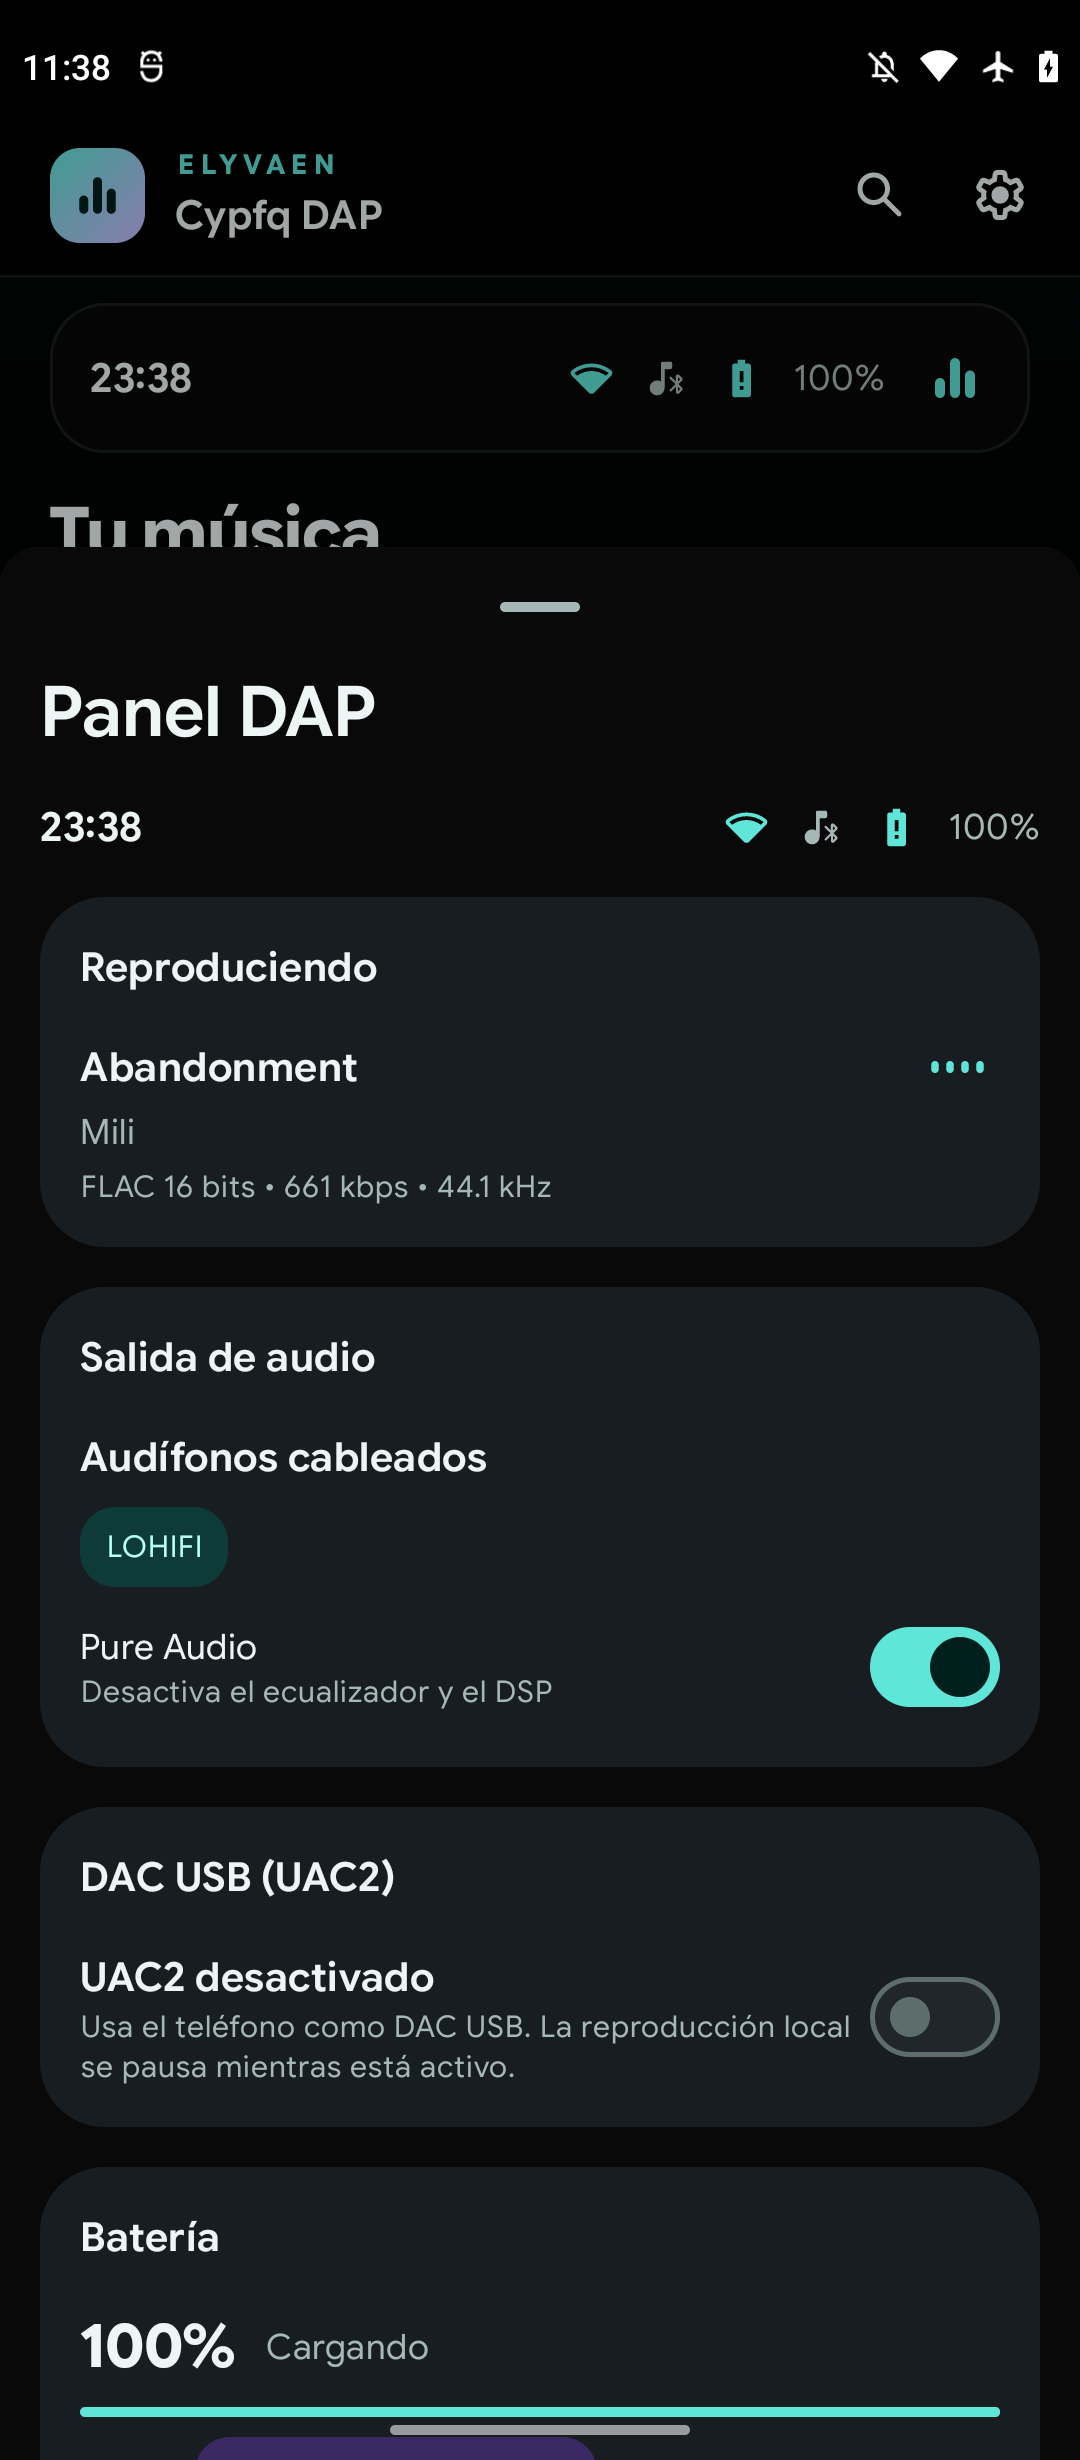 11:38
ELYVAEN
Cypfq DAP
23:38
100%
Tu música
Panel DAP
23:38
100%
Reproduciendo
Abandonment
Mili
FLAC 16 bits • 661 kbps • 44.1 kHz
Salida de audio
Audífonos cableados
LOHIFI
Pure Audio
Desactiva el ecualizador y el DSP
DAC USB (UAC2)
UAC2 desactivado
Usa el teléfono como DAC USB. La reproducción local
se pausa mientras está activo.
Batería
100% Cargando